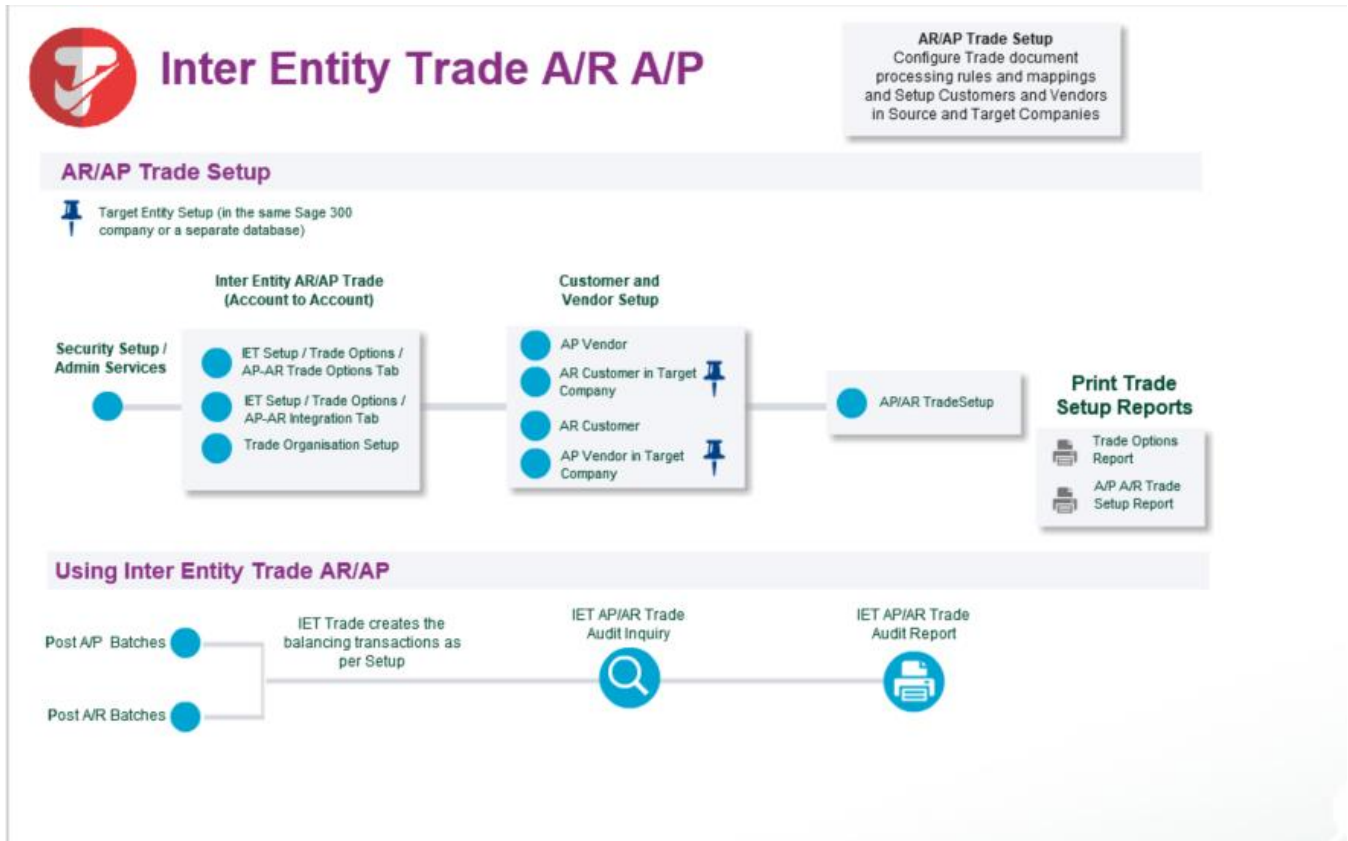 Inter Entity Trade A/R A/P
AR/AP Trade Setup
Configure Trade document
processing rules and mappings
and Setup Customers and Vendors
in Source and Target Companies
AR/AP Trade Setup
Target Entity Setup (in the same Sage 300
company or a separate database)
Security Setup /
Admin Services
Inter Entity AR/AP Trade
(Account to Account)
IET Setup / Trade Options /
AP-AR Trade Options Tab
IET Setup / Trade Options /
AP-AR Integration Tab
Trade Organisation Setup
Customer and
Vendor Setup
AP Vendor
AR Customer in Target
Company
AR Customer
AP Vendor in Target
Company
AP/AR TradeSetup
Print Trade
Setup Reports
Trade Options
Report
A/P A/R Trade
Setup Report
Using Inter Entity Trade AR/AP
Post A/P Batches
Post A/R Batches
IET Trade creates the
balancing transactions as
per Setup
IET AP/AR Trade
Audit Inquiry
IET AP/AR Trade
Audit Report